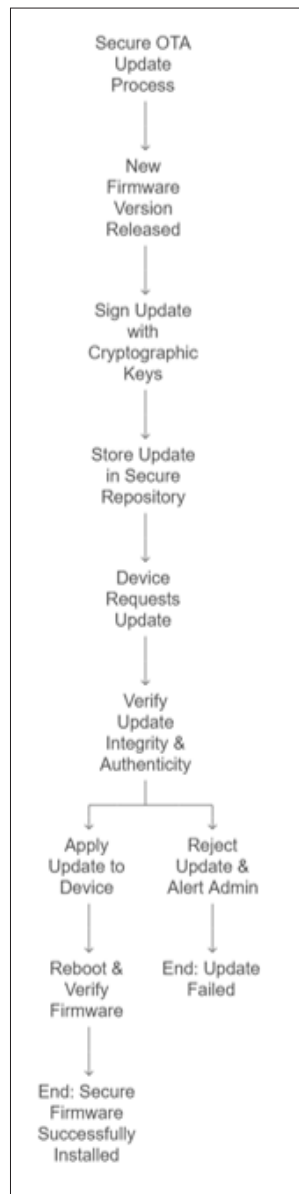 Secure OTA
Update
Process
New
Firmware
Version
Released
Sign Update
with
Cryptographic
Keys
Store Update
in Secure
Repository
Device
Requests
Update
Verify
Update
Integrity &
Authenticity
Apply
Update to
Device
Reject
Update &
Alert Admin
Reboot &
Verify
Firmware
End: Update
Failed
End: Secure
Firmware
Successfully
Installed